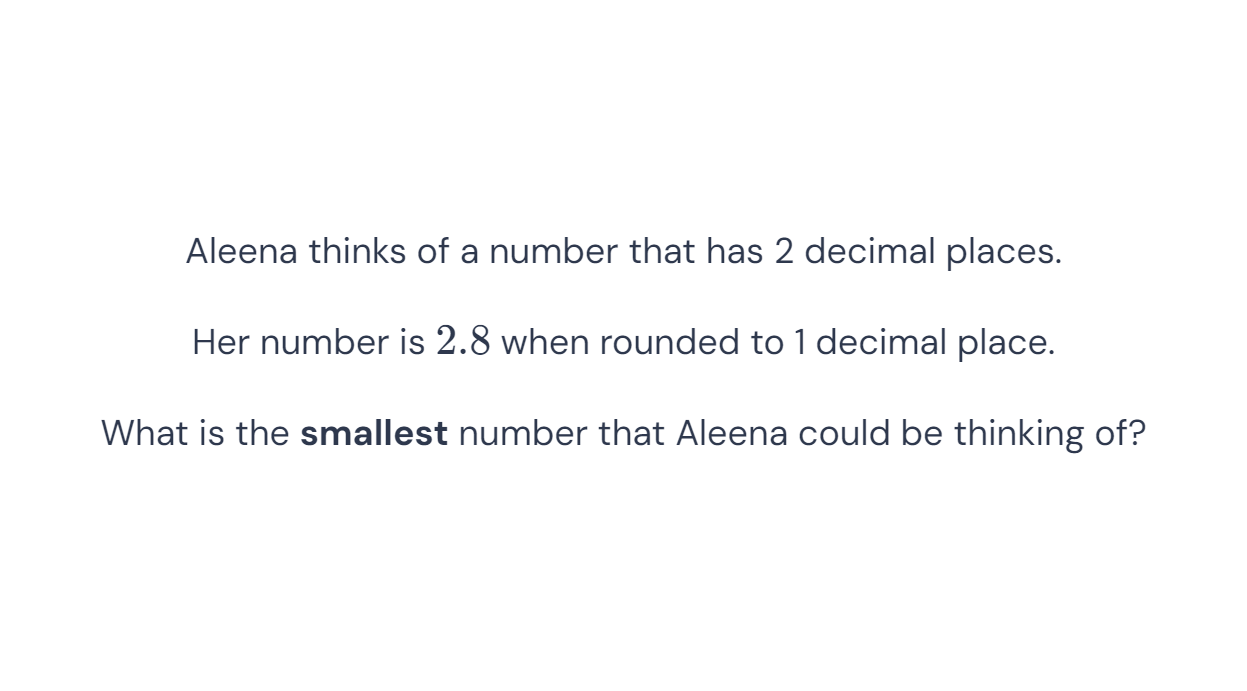 Aleena thinks of a number that has 2 decimal places.
Her number is 2.8 when rounded to 1 decimal place.
What is the smallest number that Aleena could be thinking of?